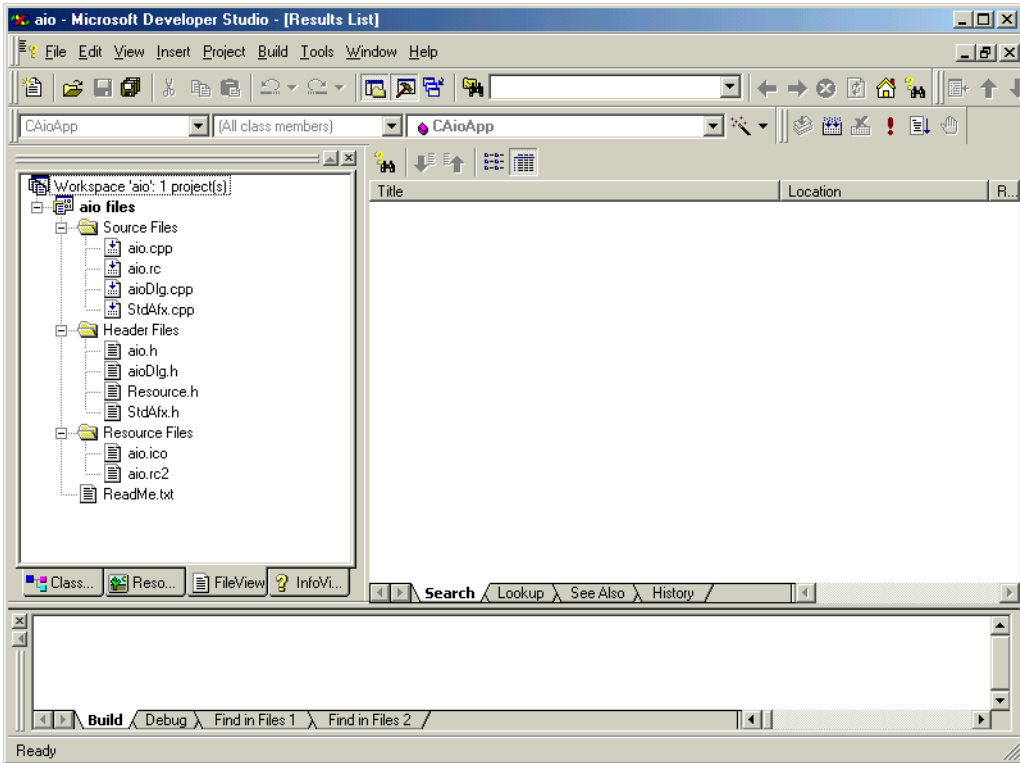 aio - Microsoft Developer Studio - [Results List]
File Edit View Insert Project Build Tools Window Help
CAioApp (All class members) CAioApp
Workspace 'aio': 1 project(s)
aio files
Source Files
aio.cpp
aio.rc
aioDlg.cpp
StdAfx.cpp
Header Files
aio.h
aioDlg.h
Resource.h
StdAfx.h
Resource Files
aio.ico
aio.rc2
ReadMe.txt
Class... Reso... FileView InfoVi...
Title Location R...
Search Lookup See Also History
Build Debug Find in Files 1 Find in Files 2
Ready